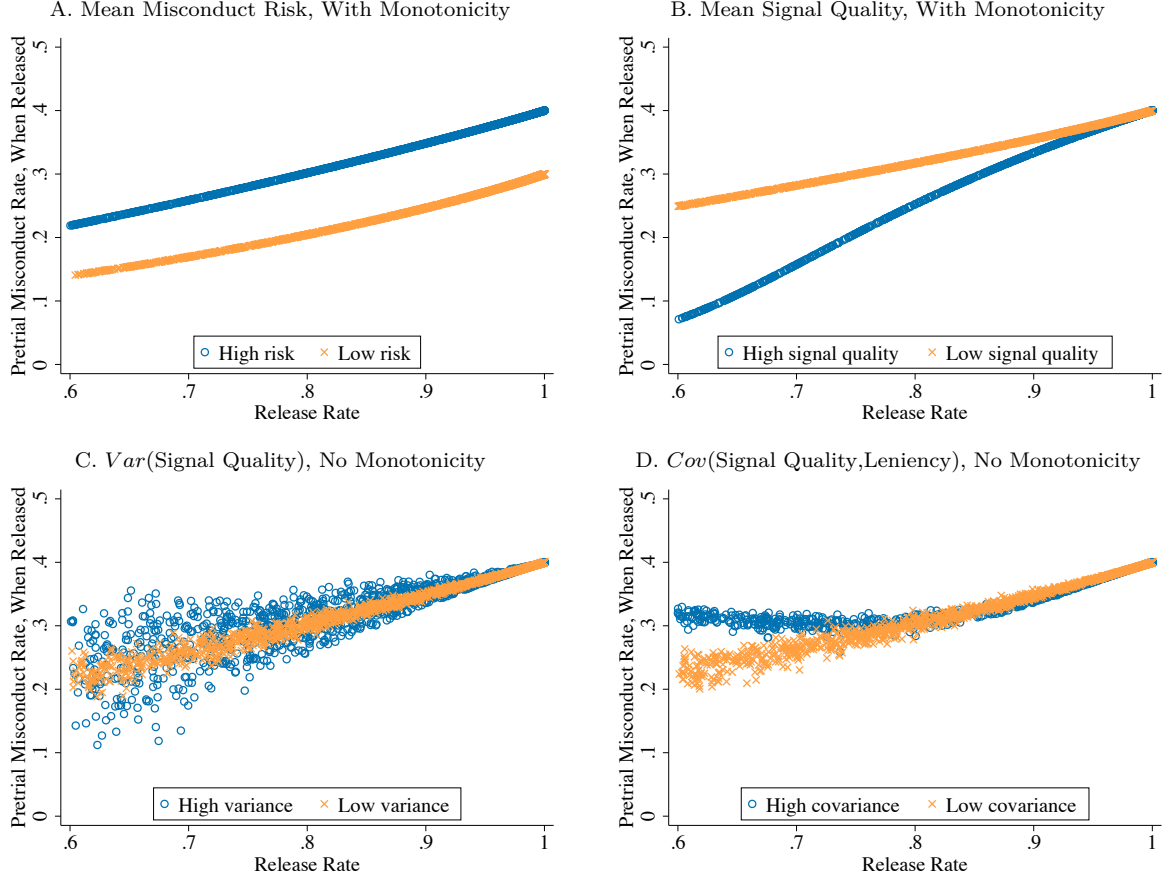 A. Mean Misconduct Risk, With Monotonicity
Pretrial Misconduct Rate, When Released
.5
.4
.3
.2
.1
0
High risk
Low risk
.6 .7 .8 .9 1
Release Rate
B. Mean Signal Quality, With Monotonicity
Pretrial Misconduct Rate, When Released
.5
.4
.3
.2
.1
0
High signal quality
Low signal quality
.6 .7 .8 .9 1
Release Rate
C. Var(Signal Quality), No Monotonicity
Pretrial Misconduct Rate, When Released
.5
.4
.3
.2
.1
0
High variance
Low variance
.6 .7 .8 .9 1
Release Rate
D. Cov(Signal Quality,Leniency), No Monotonicity
Pretrial Misconduct Rate, When Released
.5
.4
.3
.2
.1
0
High covariance
Low covariance
.6 .7 .8 .9 1
Release Rate